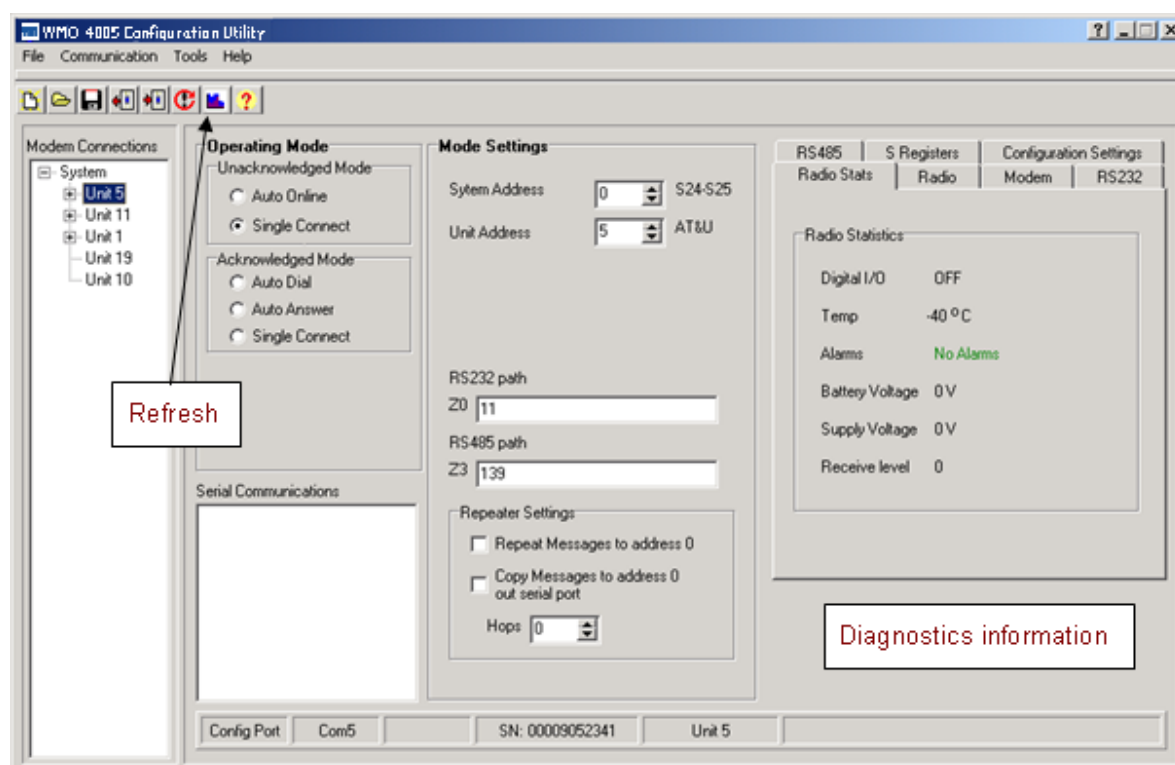 WMO 4005 Configuration Utility
File Communication Tools Help
Modem Connections
System
Unit 5
Unit 11
Unit 1
Unit 19
Unit 10
Operating Mode
Unacknowledged Mode
Auto Online
Single Connect
Acknowledged Mode
Auto Dial
Auto Answer
Single Connect
Refresh
Serial Communications
Mode Settings
Sytem Address 0 S24-S25
Unit Address 5 AT&U
RS232 path
Z0 11
RS485 path
Z3 139
Repeater Settings
Repeat Messages to address 0
Copy Messages to address 0
out serial port
Hops 0
RS485 S Registers Configuration Settings
Radio Stats Radio Modem RS232
Radio Statistics
Digital I/O OFF
Temp -40 °C
Alarms No Alarms
Battery Voltage 0 V
Supply Voltage 0 V
Receive level 0
Diagnostics information
Config Port Com5 SN: 00009052341 Unit 5